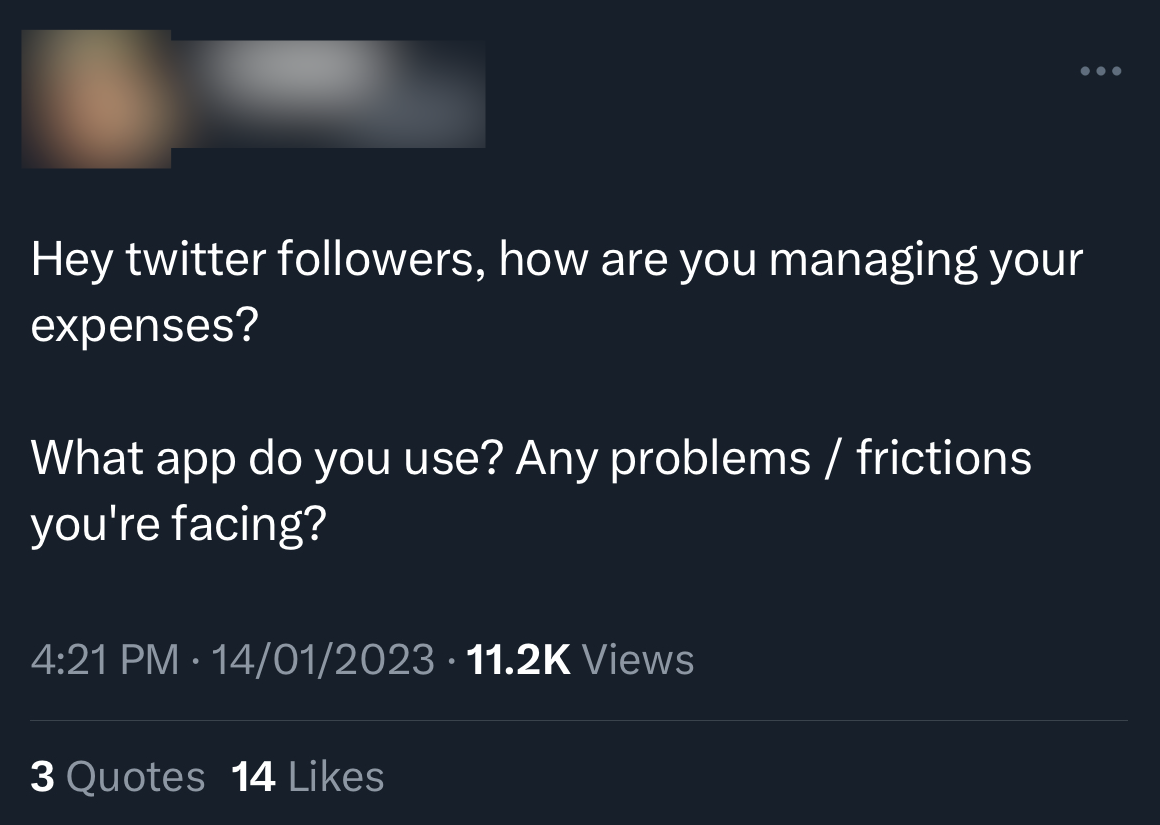 Hey twitter followers, how are you managing your
expenses?
What app do you use? Any problems / frictions
you're facing?
4:21 PM · 14/01/2023 · 11.2K Views
3 Quotes 14 Likes